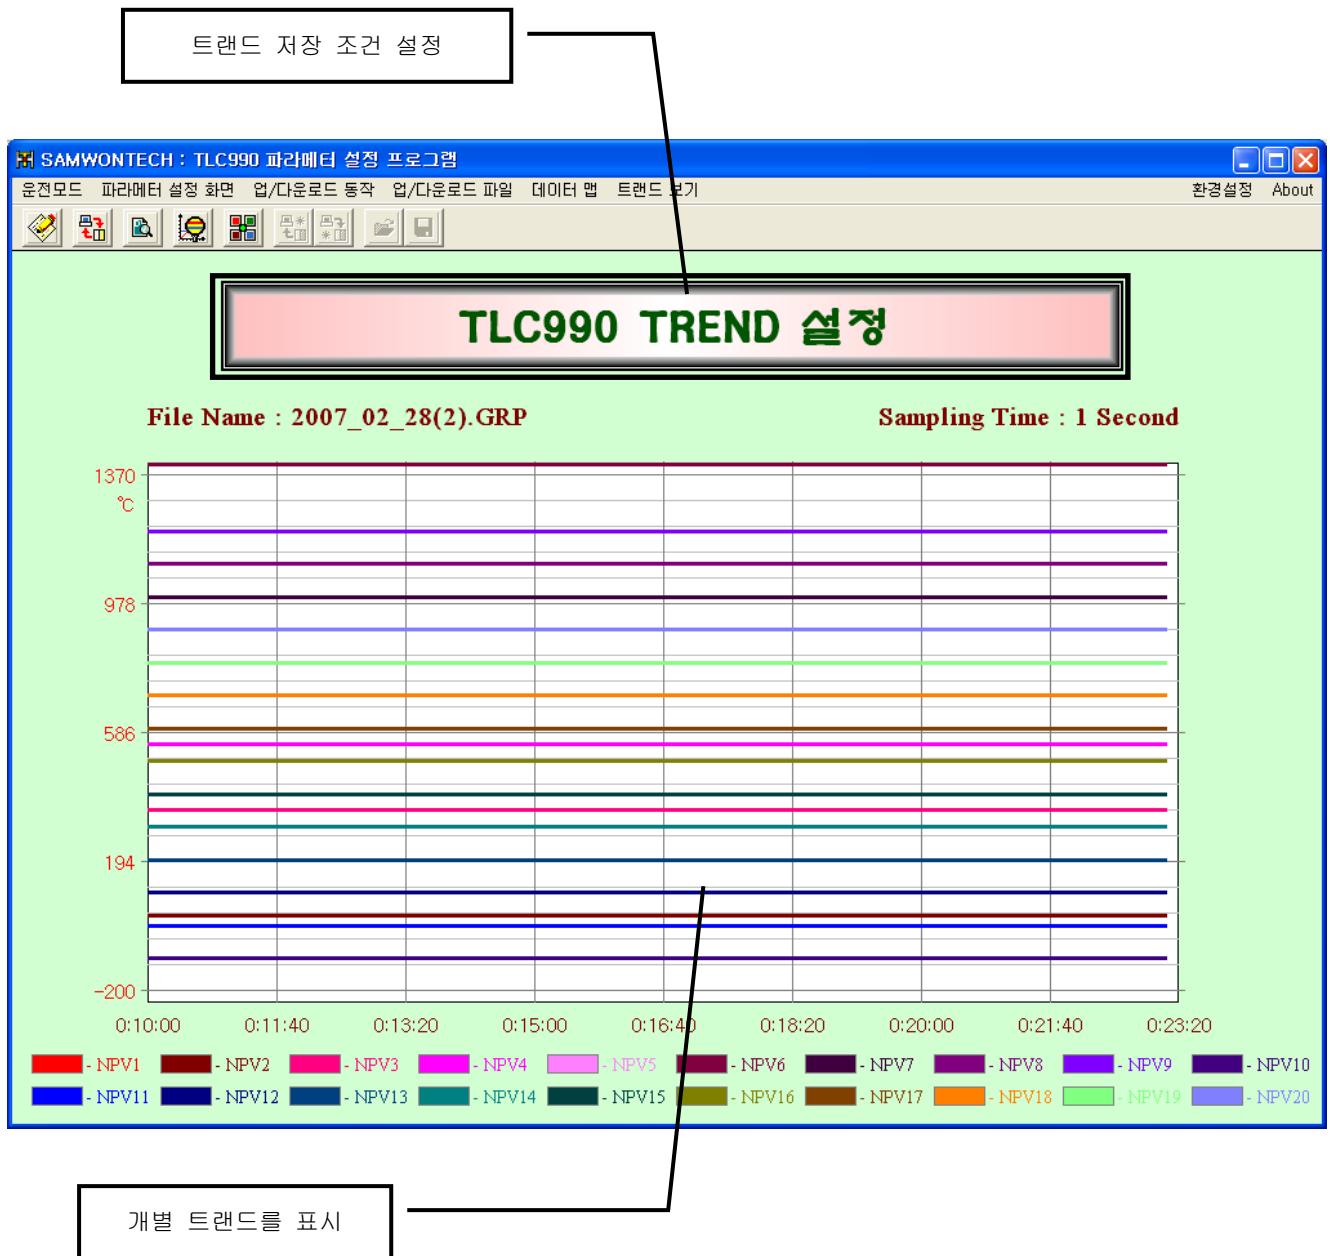 트랜드 저장 조건 설정
SAMWONTECH : TLC990 파라메터 설정 프로그램
운전모드 파라메터 설정 화면 업/다운로드 동작 업/다운로드 파일 데이터 맵 트랜드 보기 환경설정 About
TLC990 TREND 설정
File Name : 2007_02_28(2).GRP Sampling Time : 1 Second
1370
℃
978
586
194
-200
0:10:00 0:11:40 0:13:20 0:15:00 0:16:40 0:18:20 0:20:00 0:21:40 0:23:20
- NPV1 - NPV2 - NPV3 - NPV4 - NPV5 - NPV6 - NPV7 - NPV8 - NPV9 - NPV10
- NPV11 - NPV12 - NPV13 - NPV14 - NPV15 - NPV16 - NPV17 - NPV18 - NPV19 - NPV20
개별 트랜드를 표시